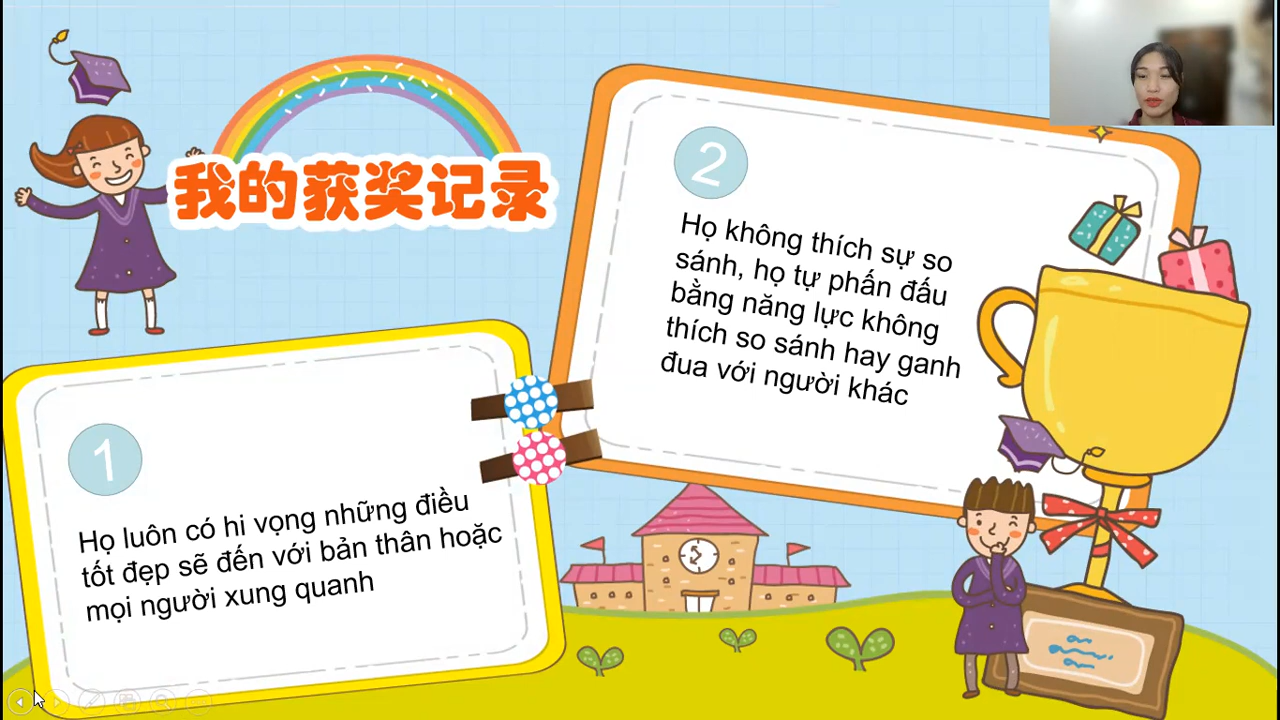 我的获奖记录
1
Họ luôn có hi vọng những điều
tốt đẹp sẽ đến với bản thân hoặc
mọi người xung quanh
2
Họ không thích sự so
sánh, họ tự phấn đấu
bằng năng lực không
thích so sánh hay ganh
đua với người khác